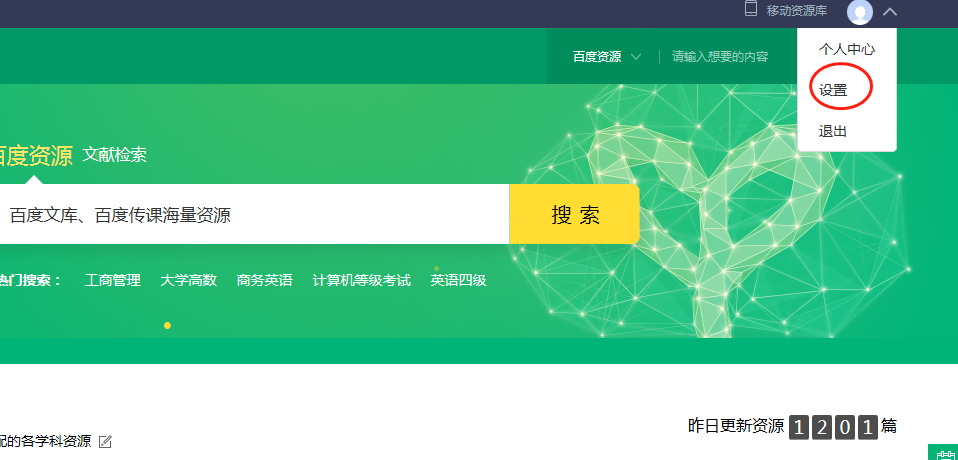 移动资源库
百度资源 请输入想要的内容
个人中心
设置
退出
百度资源 文献检索
百度文库、百度传课海量资源
搜索
热门搜索： 工商管理 大学高数 商务英语 计算机等级考试 英语四级
昨日更新资源 1201 篇
配的各学科资源